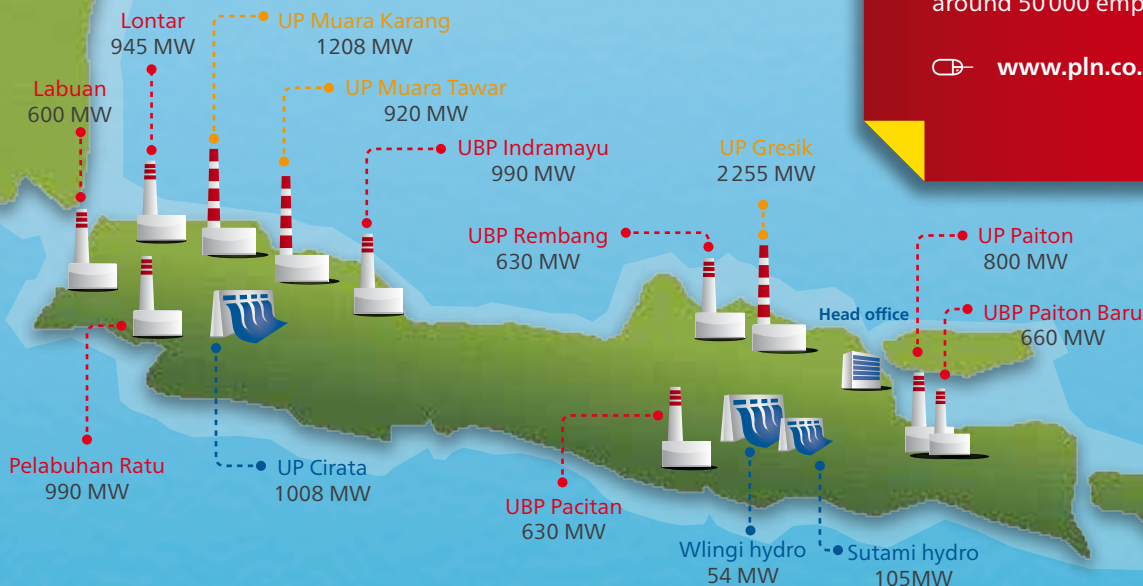 around 50 000
www.pln.co.
Lontar
945 MW
UP Muara Karang
1208 MW
Labuan
600 MW
UP Muara Tawar
920 MW
UBP Indramayu
990 MW
UP Gresik
2 255 MW
UBP Rembang
630 MW
UP Paiton
800 MW
Head office
UBP Paiton Baru
660 MW
Pelabuhan Ratu
990 MW
UP Cirata
1008 MW
UBP Pacitan
630 MW
Wlingi hydro
54 MW
Sutami hydro
105MW